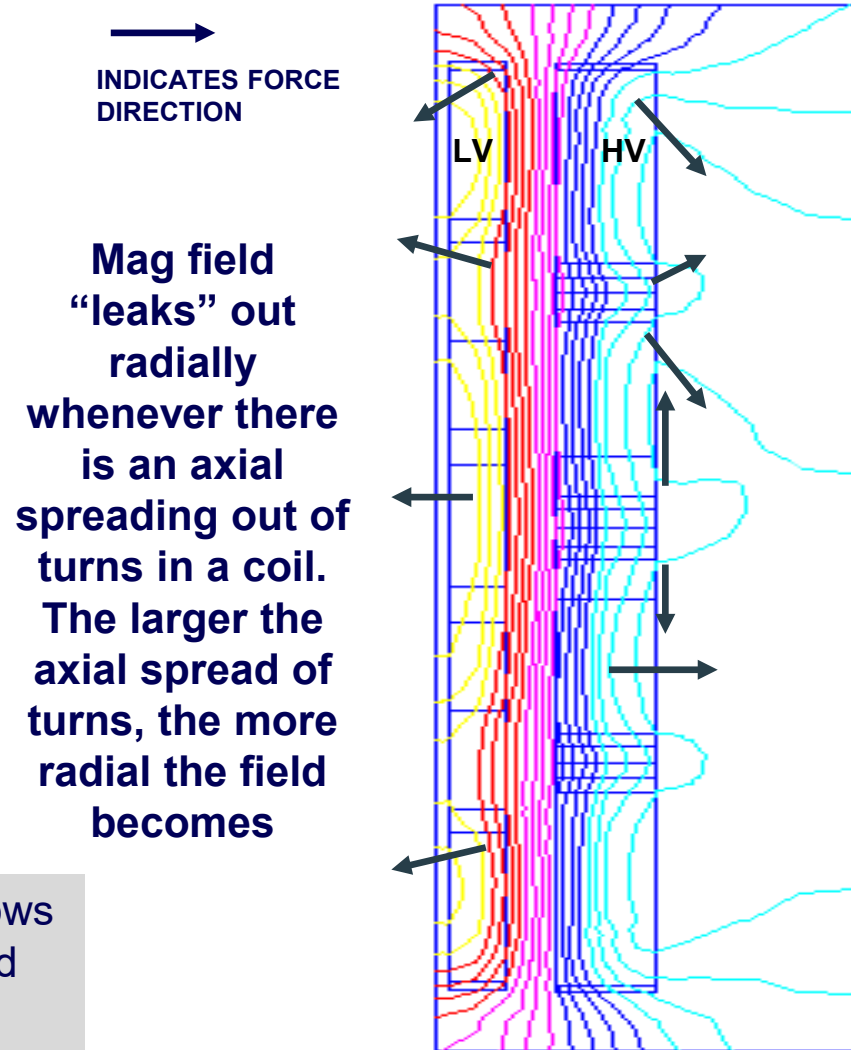 INDICATES FORCE
DIRECTION
LV
HV
Mag field
“leaks” out
radially
whenever there
is an axial
spreading out of
turns in a coil.
The larger the
axial spread of
turns, the more
radial the field
becomes